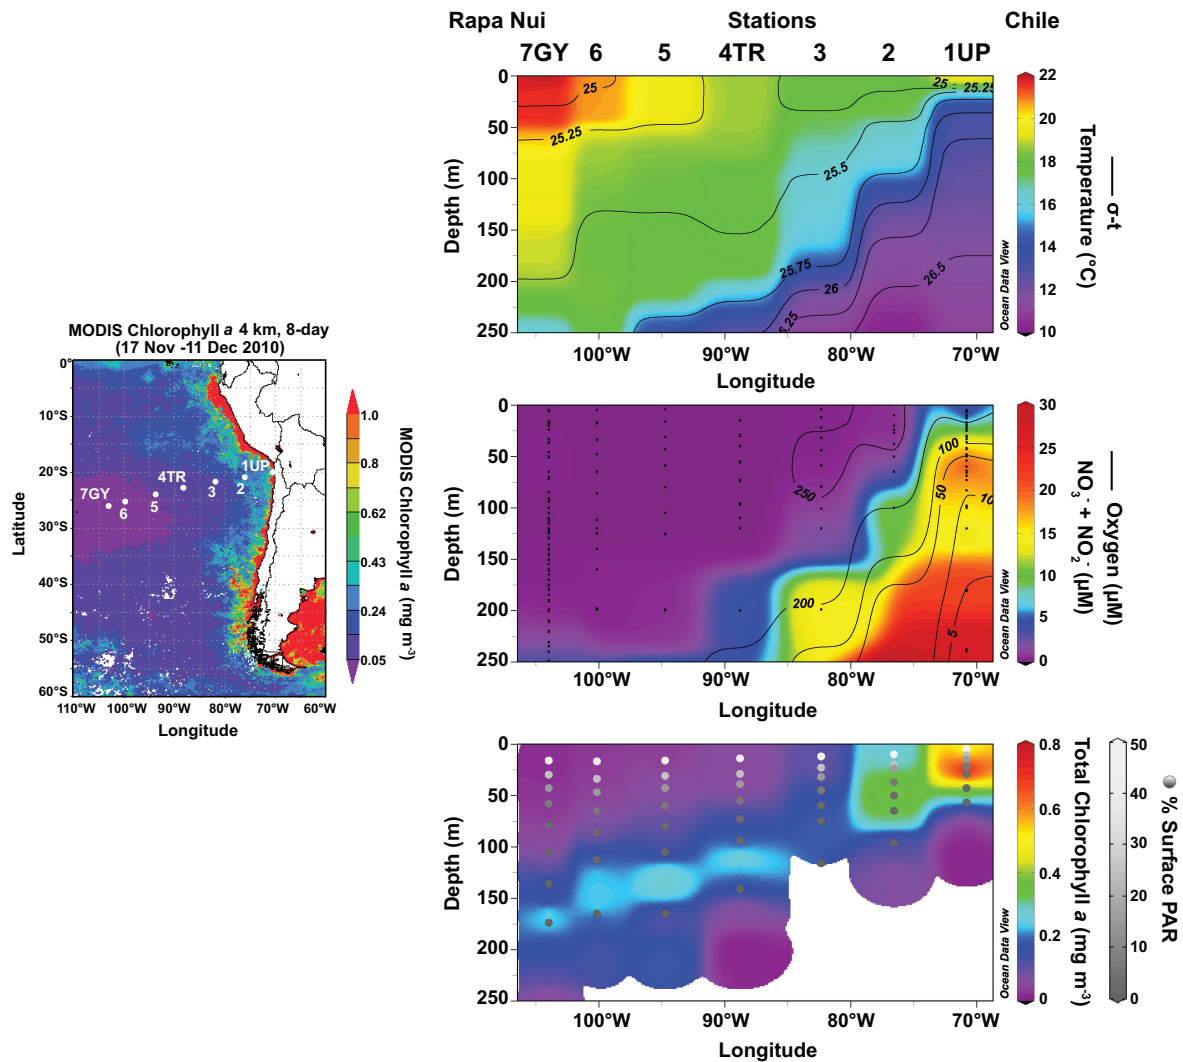 Rapa Nui Stations Chile
7GY 6 5 4TR 3 2 1UP
0
50
100
150
200
250
Depth (m)
25
25.25
25.5
25.75
26
6.25
26.5
25
25.25
Ocean Data View
100°W 90°W 80°W 70°W
Longitude
22
20
18
16
14
12
10
Temperature (°C)
σ-t
MODIS Chlorophyll a 4 km, 8-day
(17 Nov -11 Dec 2010)
0°
10°S
20°S
30°S
40°S
50°S
60°S
Latitude
7GY
6
5
4TR
3
2
1UP
110°W 100°W 90°W 80°W 70°W 60°W
Longitude
1.0
0.8
0.62
0.43
0.24
0.05
MODIS Chlorophyll a (mg m-3)
0
50
100
150
200
250
Depth (m)
250
200
100
50
10
5
Ocean Data View
100°W 90°W 80°W 70°W
Longitude
30
25
20
15
10
5
0
NO3- + NO2- (µM)
Oxygen (µM)
0
50
100
150
200
250
Depth (m)
Ocean Data View
100°W 90°W 80°W 70°W
Longitude
0.8
0.6
0.4
0.2
0
Total Chlorophyll a (mg m-3)
50
40
30
20
10
0
% Surface PAR